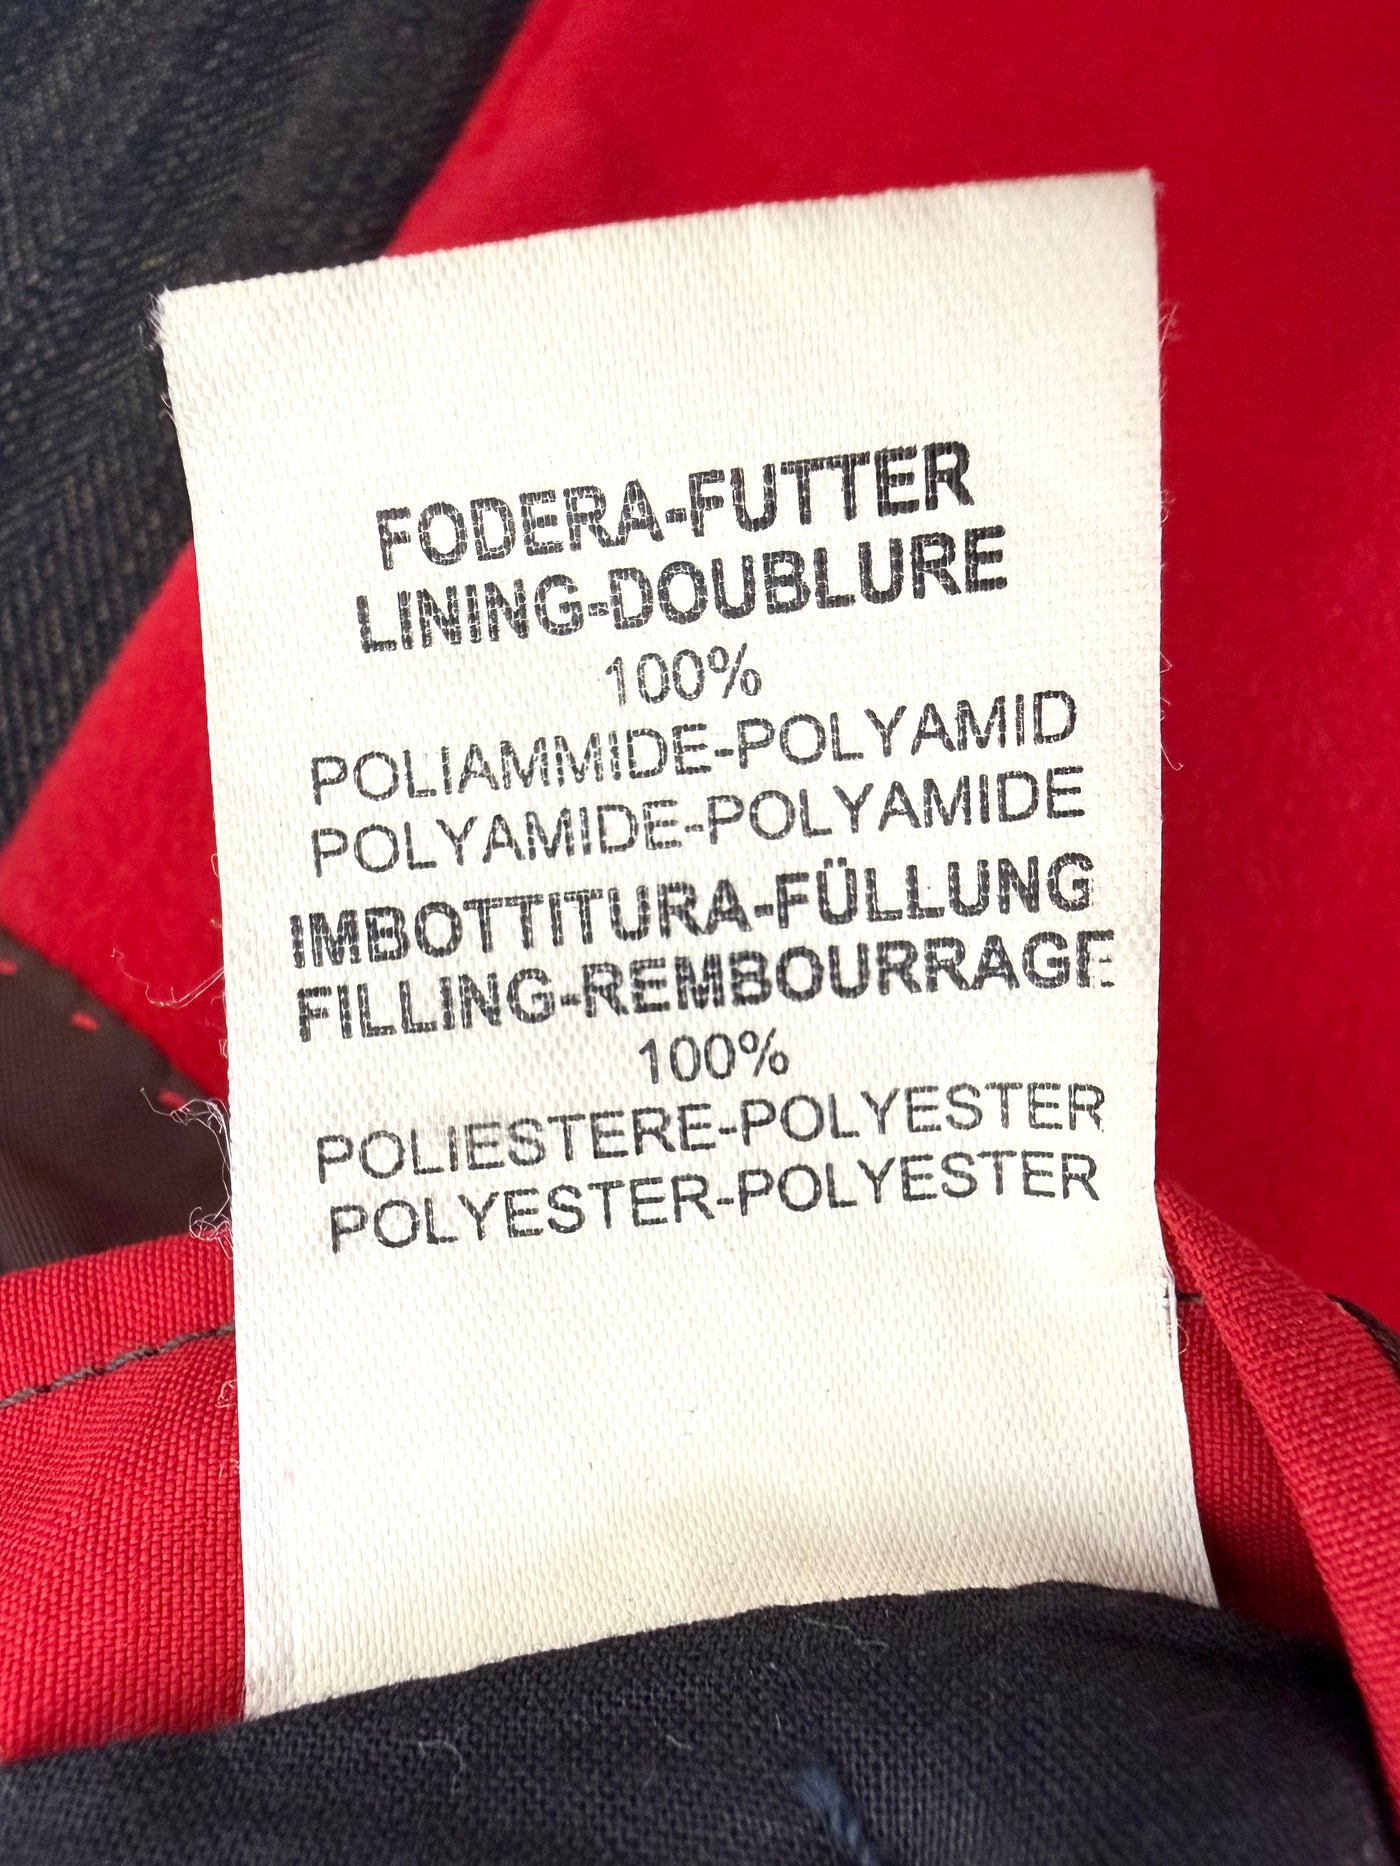 FODERA-FUTTER
LINING-DOUBLURE
100%
POLIAMMIDE-POLYAMID
POLYAMIDE-POLYAMIDE
IMBOTTITURA-FÜLLUNG
FILLING-REMBOURRAGE
100%
POLIESTERE-POLYESTER
POLYESTER-POLYESTER